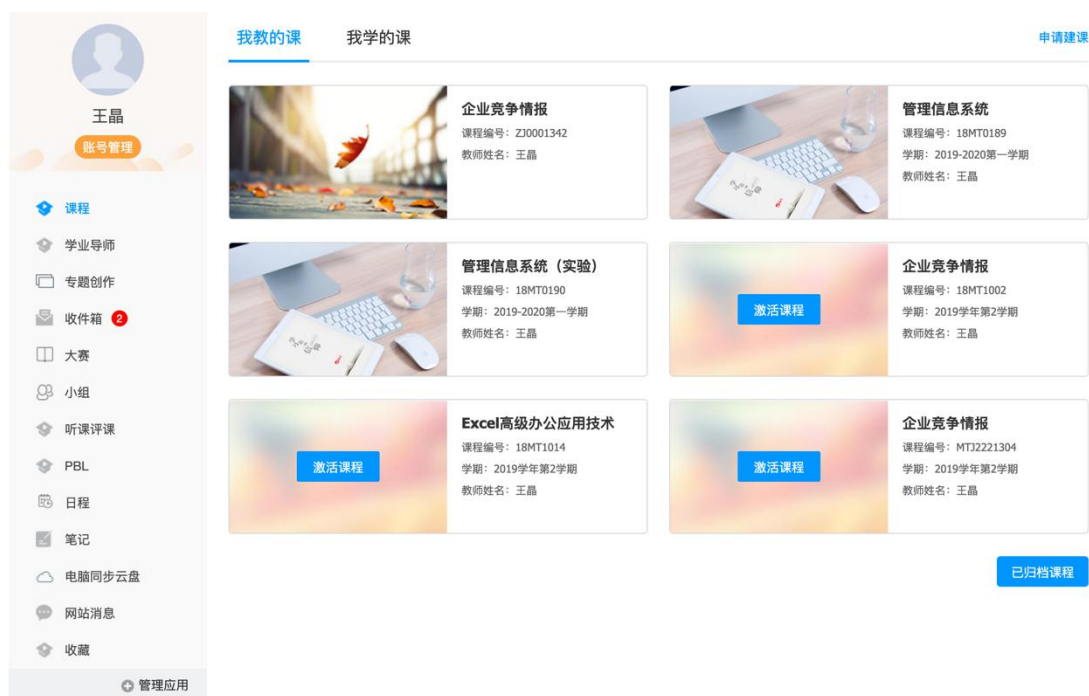 王晶
账号管理
课程
学业导师
专题创作
收件箱 2
大赛
小组
听课评课
PBL
日程
笔记
电脑同步云盘
网站消息
收藏
管理应用
我教的课 我学的课 申请建课
企业竞争情报
课程编号：ZJ0001342
教师姓名：王晶
管理信息系统
课程编号：18MT0189
学期：2019-2020第一学期
教师姓名：王晶
管理信息系统（实验）
课程编号：18MT0190
学期：2019-2020第一学期
教师姓名：王晶
激活课程
企业竞争情报
课程编号：18MT1002
学期：2019学年第2学期
教师姓名：王晶
激活课程
Excel高级办公应用技术
课程编号：18MT1014
学期：2019学年第2学期
教师姓名：王晶
激活课程
企业竞争情报
课程编号：MTJ2221304
学期：2019学年第2学期
教师姓名：王晶
已归档课程